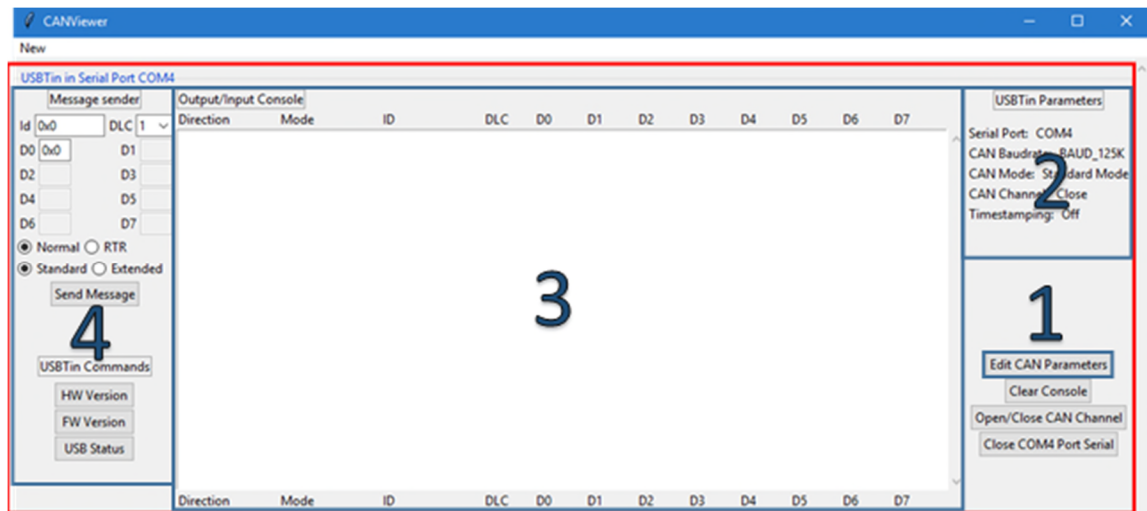 CANViewer
New
USBTin in Serial Port COM4
Message sender
Id 0x0 DLC 1
D0 0x0 D1
D2 D3
D4 D5
D6 D7
Normal RTR
Standard Extended
Send Message
4
USBTin Commands
HW Version
FW Version
USB Status
Output/Input Console
Direction Mode ID DLC D0 D1 D2 D3 D4 D5 D6 D7
3
Direction Mode ID DLC D0 D1 D2 D3 D4 D5 D6 D7
USBTin Parameters
Serial Port: COM4
CAN Baudrate: BAUD_125K
CAN Mode: Standard Mode
CAN Channel: Close
Timestamping: Off
2
1
Edit CAN Parameters
Clear Console
Open/Close CAN Channel
Close COM4 Port Serial